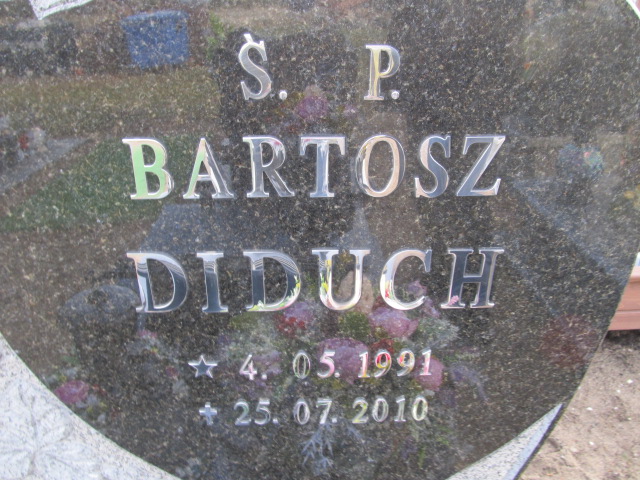 Ś. P.
BARTOSZ
DIDUCH
★ 4. 05. 1991
✝ 25. 07. 2010